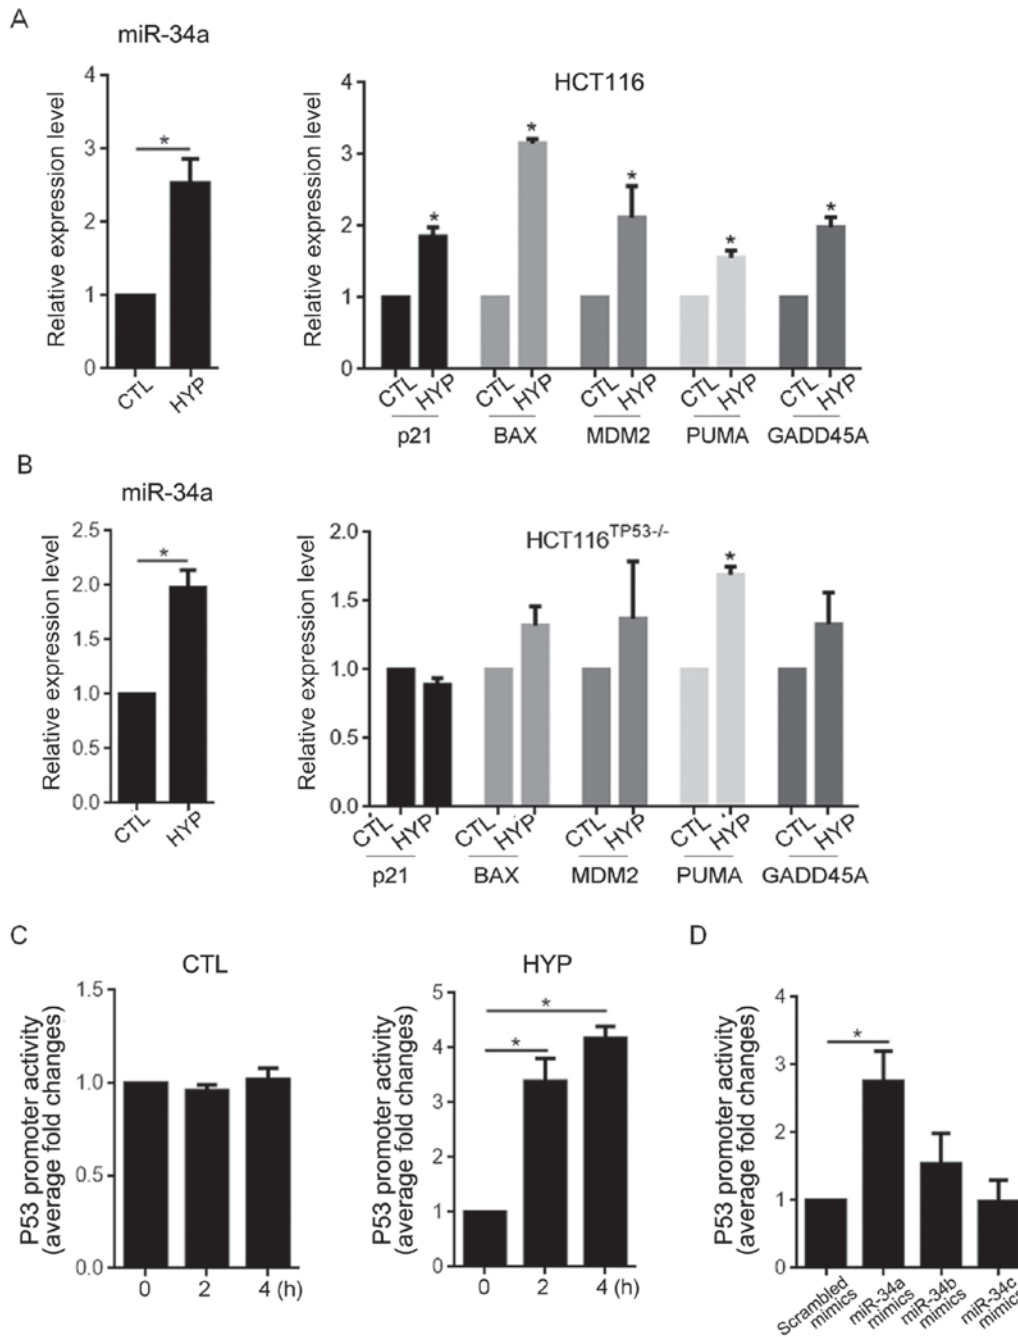 A
miR-34a
Relative expression level
4
3
2
1
0
*
CTL
HYP
HCT116
Relative expression level
4
3
2
1
0
* * * * *
CTL HYP CTL HYP CTL HYP CTL HYP CTL HYP
p21 BAX MDM2 PUMA GADD45A
B
miR-34a
Relative expression level
2.5
2.0
1.5
1.0
0.5
0.0
*
CTL
HYP
HCT116TP53-/-
Relative expression level
2.0
1.5
1.0
0.5
0.0
*
CTL HYP CTL HYP CTL HYP CTL HYP CTL HYP
p21 BAX MDM2 PUMA GADD45A
C
CTL
P53 promoter activity
(average fold changes)
1.5
1.0
0.5
0.0
0 2 4 (h)
HYP
P53 promoter activity
(average fold changes)
5
4
3
2
1
0
*
*
0 2 4 (h)
D
P53 promoter activity
(average fold changes)
4
3
2
1
0
*
Scrambled
mimics
miR-34a
mimics
miR-34b
mimics
miR-34c
mimics